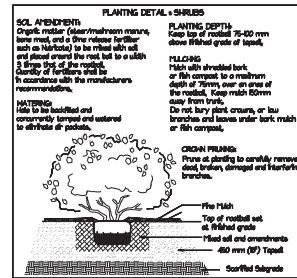 PLANTING DETAIL : SHRUBS
SOIL AMENDMENT:
Organic matter (steer/mushroom manure,
bone meal, and a time release fertilizer
such as Nutricote) to be mixed with soil
and placed around the root ball to a width
3 times that of the rootball.
Quantity of fertilizers shall be
in accordance with the manufacturers
recommendations.
WATERING:
Hole to be backfilled and
concurrently tamped and watered
to eliminate air pockets.
PLANTING DEPTH:
Keep top of rootball 75-100 mm
above finished grade of topsoil.
MULCHING
Mulch with shredded bark
or fish compost to a maximum
depth of 75mm, over an area of
the rootball. Keep mulch 150mm
away from trunk.
Do not bury plant crowns, or low
branches and leaves under bark mulch
or fish compost.
CROWN PRUNING:
Prune at planting to carefully remove
dead, broken, damaged and interfering
branches.
Fine Mulch
Top of rootball set
at finished grade
Mixed soil and amendments
450 mm (18") Topsoil
Scarified Subgrade